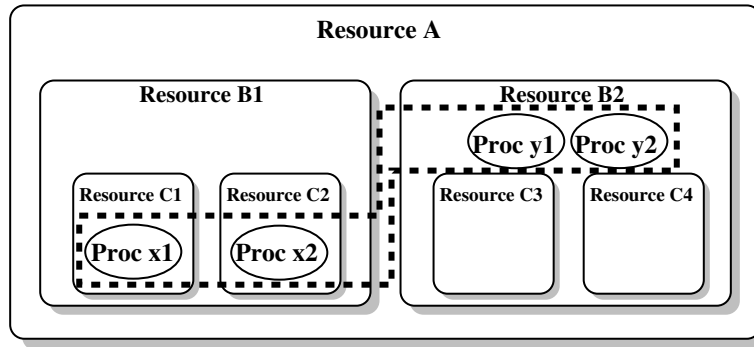 Resource A
Resource B1
Resource B2
Proc y1
Proc y2
Resource C1
Resource C2
Resource C3
Resource C4
Proc x1
Proc x2